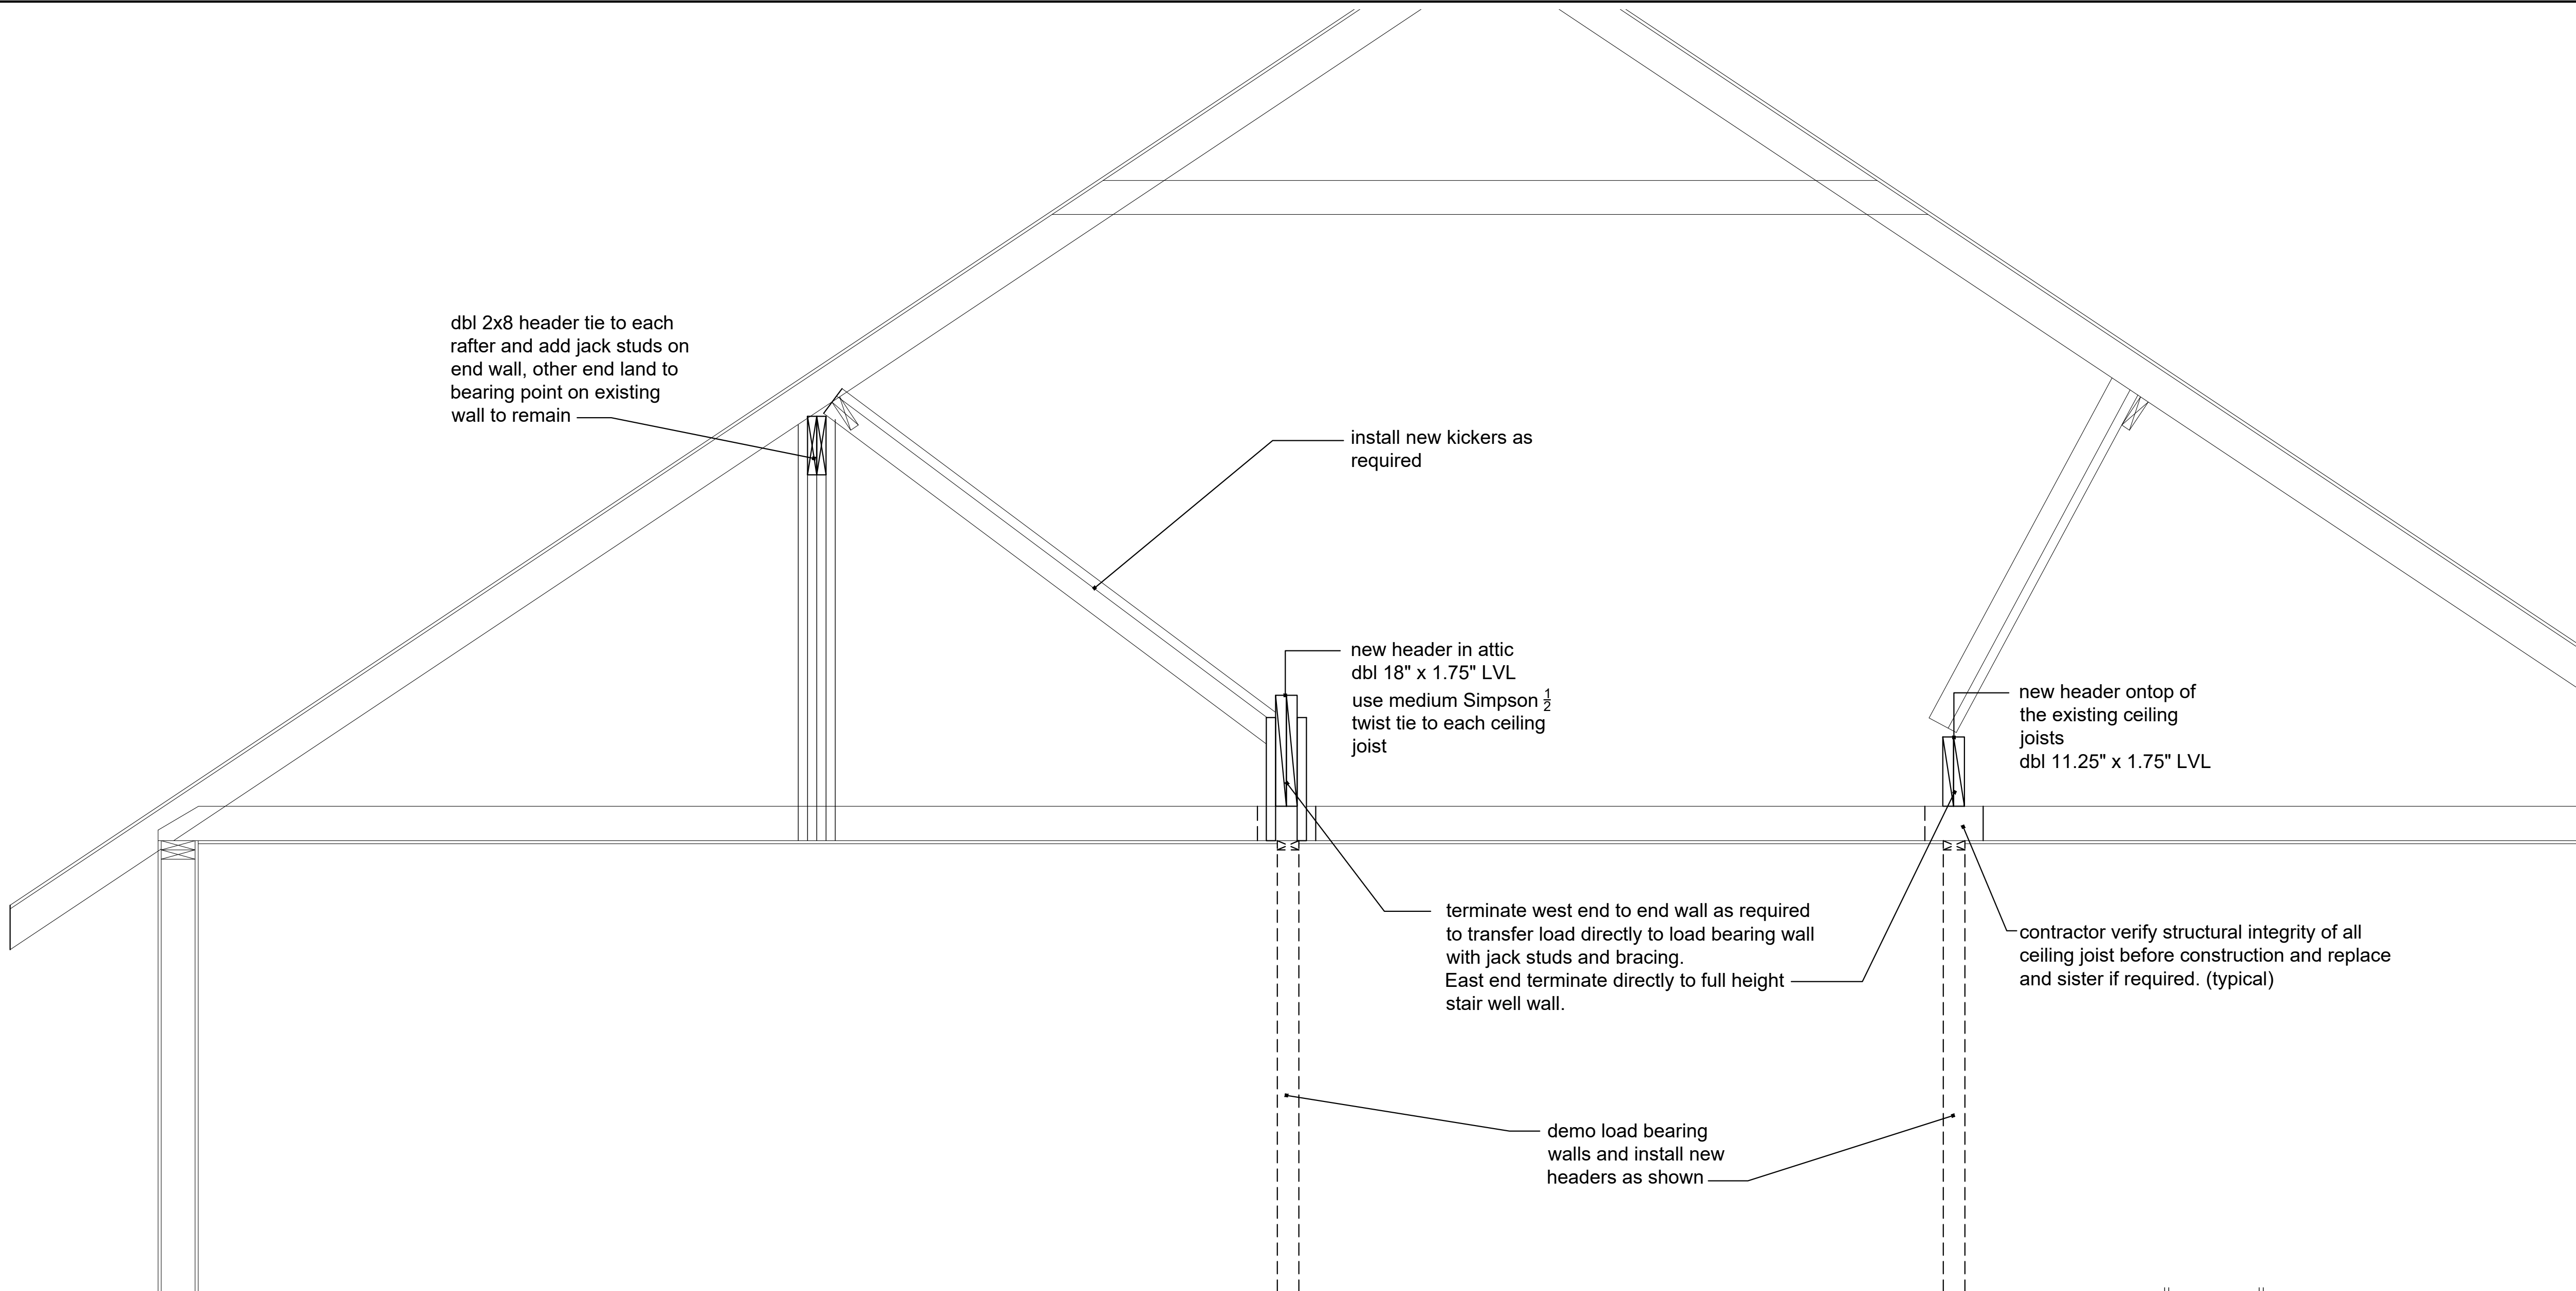 dbl 2x8 header tie to each
rafter and add jack studs on
end wall, other end land to
bearing point on existing
wall to remain
install new kickers as
required
new header in attic
dbl 18" x 1.75" LVL
use medium Simpson 1/2
twist tie to each ceiling
joist
new header ontop of
the existing ceiling
joists
dbl 11.25" x 1.75" LVL
terminate west end to end wall as required
to transfer load directly to load bearing wall
with jack studs and bracing.
East end terminate directly to full height
stair well wall.
contractor verify structural integrity of all
ceiling joist before construction and replace
and sister if required. (typical)
demo load bearing
walls and install new
headers as shown